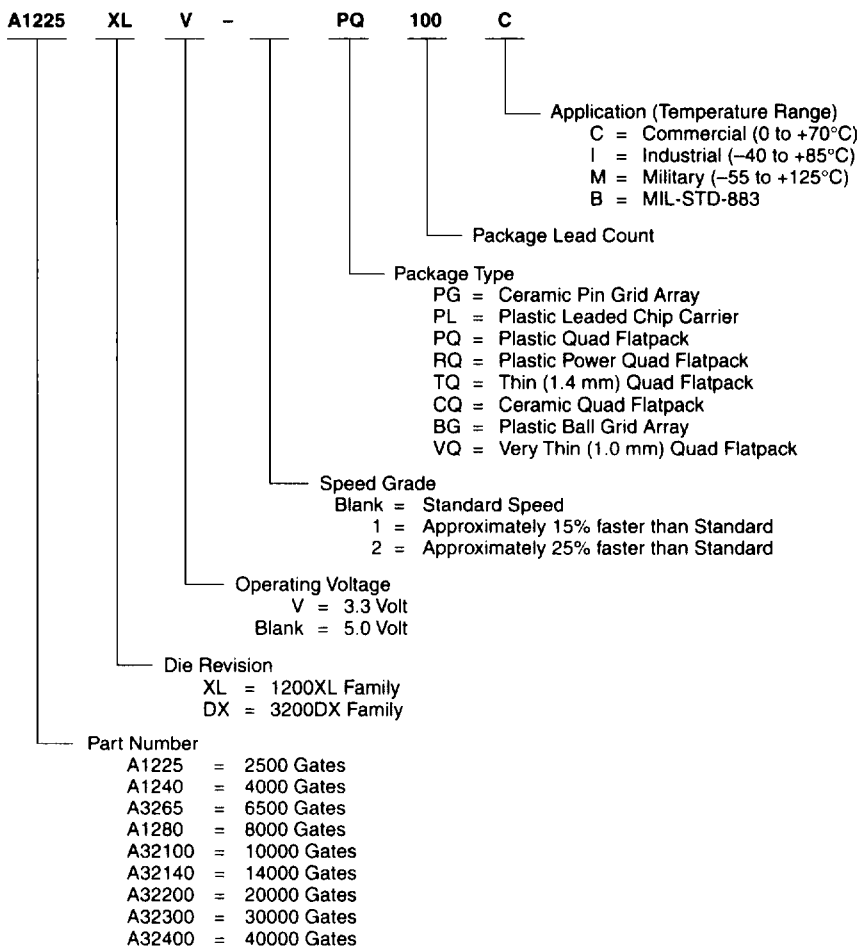 A1225 XL V – PQ 100 C
Application (Temperature Range)
C = Commercial (0 to +70°C)
I = Industrial (–40 to +85°C)
M = Military (–55 to +125°C)
B = MIL-STD-883
Package Lead Count
Package Type
PG = Ceramic Pin Grid Array
PL = Plastic Leaded Chip Carrier
PQ = Plastic Quad Flatpack
RQ = Plastic Power Quad Flatpack
TQ = Thin (1.4 mm) Quad Flatpack
CQ = Ceramic Quad Flatpack
BG = Plastic Ball Grid Array
VQ = Very Thin (1.0 mm) Quad Flatpack
Speed Grade
Blank = Standard Speed
1 = Approximately 15% faster than Standard
2 = Approximately 25% faster than Standard
Operating Voltage
V = 3.3 Volt
Blank = 5.0 Volt
Die Revision
XL = 1200XL Family
DX = 3200DX Family
Part Number
A1225 = 2500 Gates
A1240 = 4000 Gates
A3265 = 6500 Gates
A1280 = 8000 Gates
A32100 = 10000 Gates
A32140 = 14000 Gates
A32200 = 20000 Gates
A32300 = 30000 Gates
A32400 = 40000 Gates